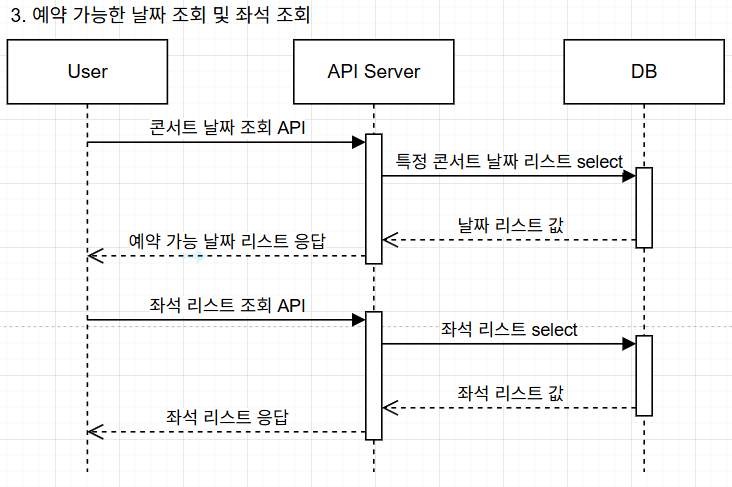 3. 예약 가능한 날짜 조회 및 좌석 조회
User
API Server
DB
콘서트 날짜 조회 API
특정 콘서트 날짜 리스트 select
날짜 리스트 값
예약 가능 날짜 리스트 응답
좌석 리스트 조회 API
좌석 리스트 select
좌석 리스트 값
좌석 리스트 응답